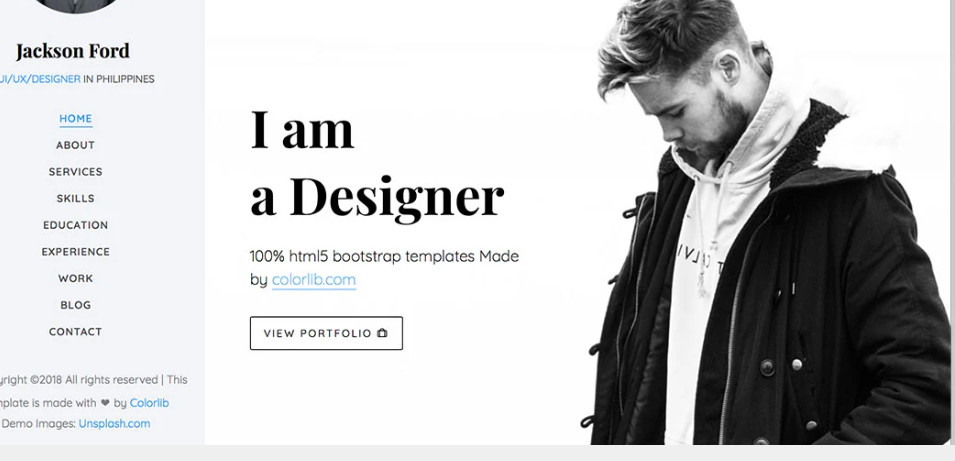 Jackson Ford
UI/UX/DESIGNER IN PHILIPPINES
HOME
ABOUT
SERVICES
SKILLS
EDUCATION
EXPERIENCE
WORK
BLOG
CONTACT
©2018 All rights reserved | This
is made with ❤ by Colorlib
Demo Images: Unsplash.com
I am
a Designer
100% html5 bootstrap templates Made
by colorlib.com
VIEW PORTFOLIO